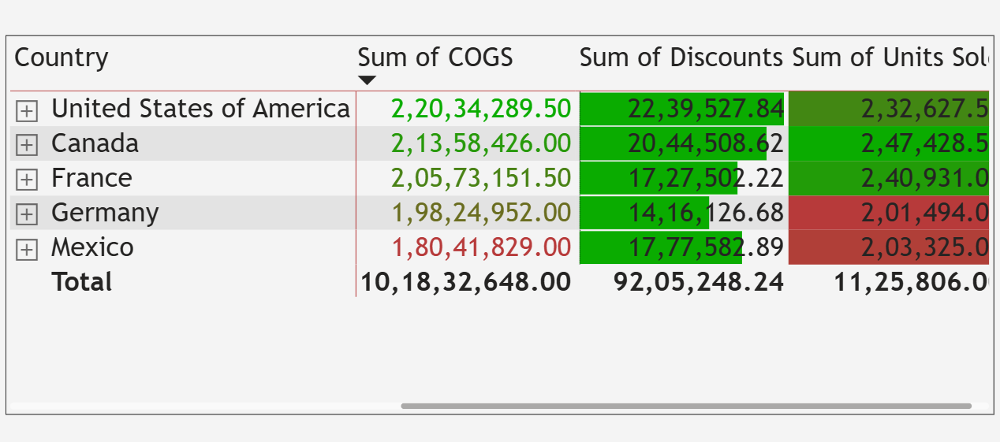 Country Sum of COGS Sum of Discounts Sum of Units Sol
United States of America 2,20,34,289.50 22,39,527.84 2,32,627.5
Canada 2,13,58,426.00 20,44,508.62 2,47,428.5
France 2,05,73,151.50 17,27,502.22 2,40,931.0
Germany 1,98,24,952.00 14,16,126.68 2,01,494.0
Mexico 1,80,41,829.00 17,77,582.89 2,03,325.0
Total 10,18,32,648.00 92,05,248.24 11,25,806.0